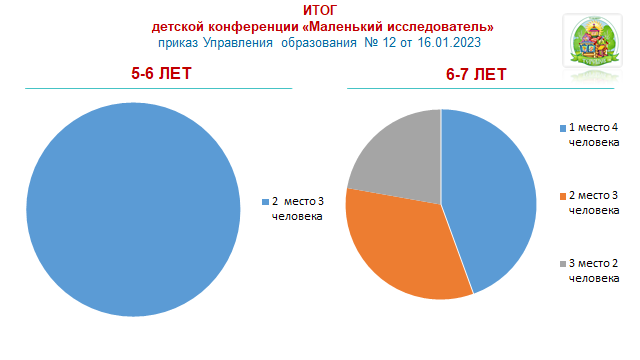 ИТОГ
детской конференции «Маленький исследователь»
приказ Управления образования № 12 от 16.01.2023
5-6 ЛЕТ
2 место 3
человека
6-7 ЛЕТ
1 место 4
человека
2 место 3
человека
3 место 2
человека